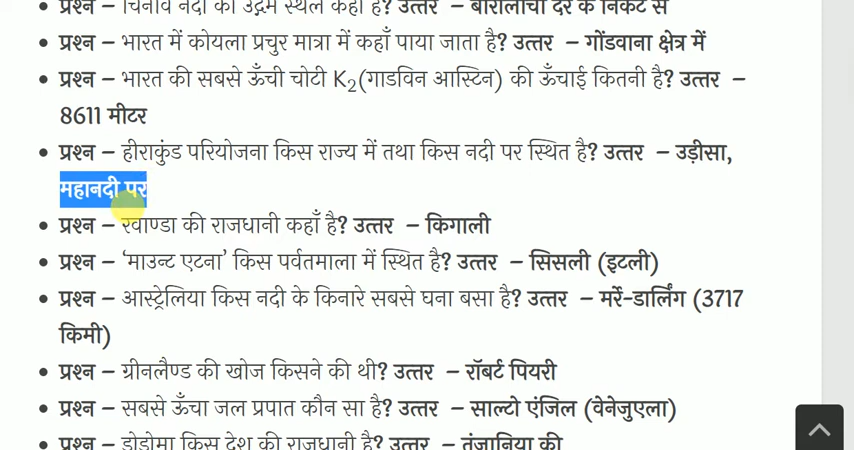 प्रश्न – चिनाव नदी का उद्गम स्थल कहाँ है? उत्तर – बारालाचा दर्रे के निकट से
प्रश्न – भारत में कोयला प्रचुर मात्रा में कहाँ पाया जाता है? उत्तर – गोंडवाना क्षेत्र में
प्रश्न – भारत की सबसे ऊँची चोटी K2(गाडविन आस्टिन) की ऊँचाई कितनी है? उत्तर –
8611 मीटर
प्रश्न – हीराकुंड परियोजना किस राज्य में तथा किस नदी पर स्थित है? उत्तर – उड़ीसा,
महानदी पर
प्रश्न – रवाण्डा की राजधानी कहाँ है? उत्तर – किगाली
प्रश्न – ‘माउन्ट एटना’ किस पर्वतमाला में स्थित है? उत्तर – सिसली (इटली)
प्रश्न – आस्ट्रेलिया किस नदी के किनारे सबसे घना बसा है? उत्तर – मर्रे-डार्लिंग (3717
किमी)
प्रश्न – ग्रीनलैण्ड की खोज किसने की थी? उत्तर – रॉबर्ट पियरी
प्रश्न – सबसे ऊँचा जल प्रपात कौन सा है? उत्तर – साल्टो एंजिल (वेनेजुएला)
प्रश्न – डोडोमा किस देश की राजधानी है? उत्तर – तंजानिया की